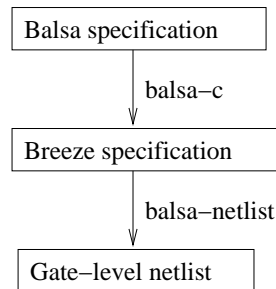 Balsa specification
balsa−c
Breeze specification
balsa−netlist
Gate−level netlist